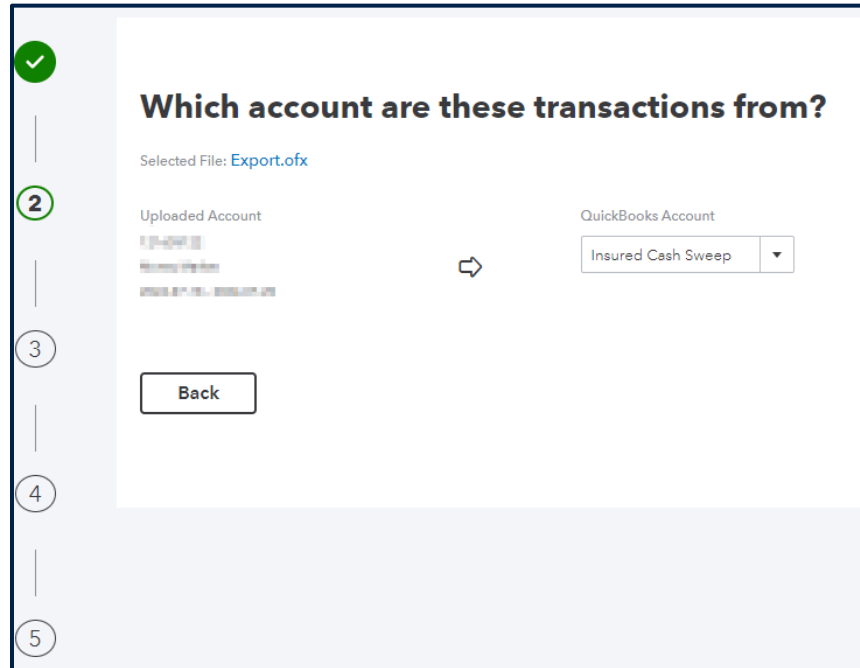 Which account are these transactions from?
Selected File: Export.ofx
2
Uploaded Account
QuickBooks Account
Insured Cash Sweep
3
Back
4
5